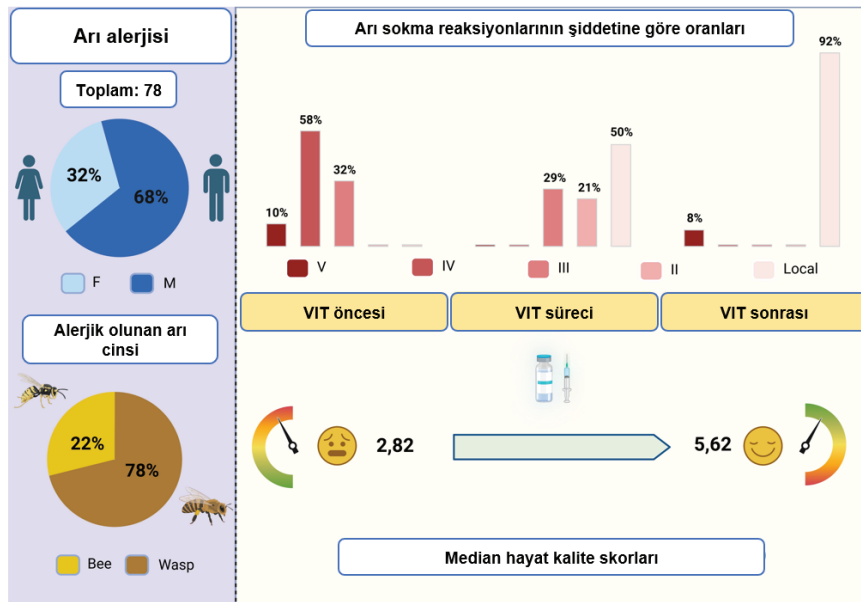 Arı alerjisi
Toplam: 78
32%
68%
F
M
Alerjik olunan arı
cinsi
22%
78%
Bee
Wasp
Arı sokma reaksiyonlarının şiddetine göre oranları
10%
58%
32%
29%
21%
50%
8%
92%
V
IV
III
II
Local
VIT öncesi
VIT süreci
VIT sonrası
2,82
5,62
Median hayat kalite skorları